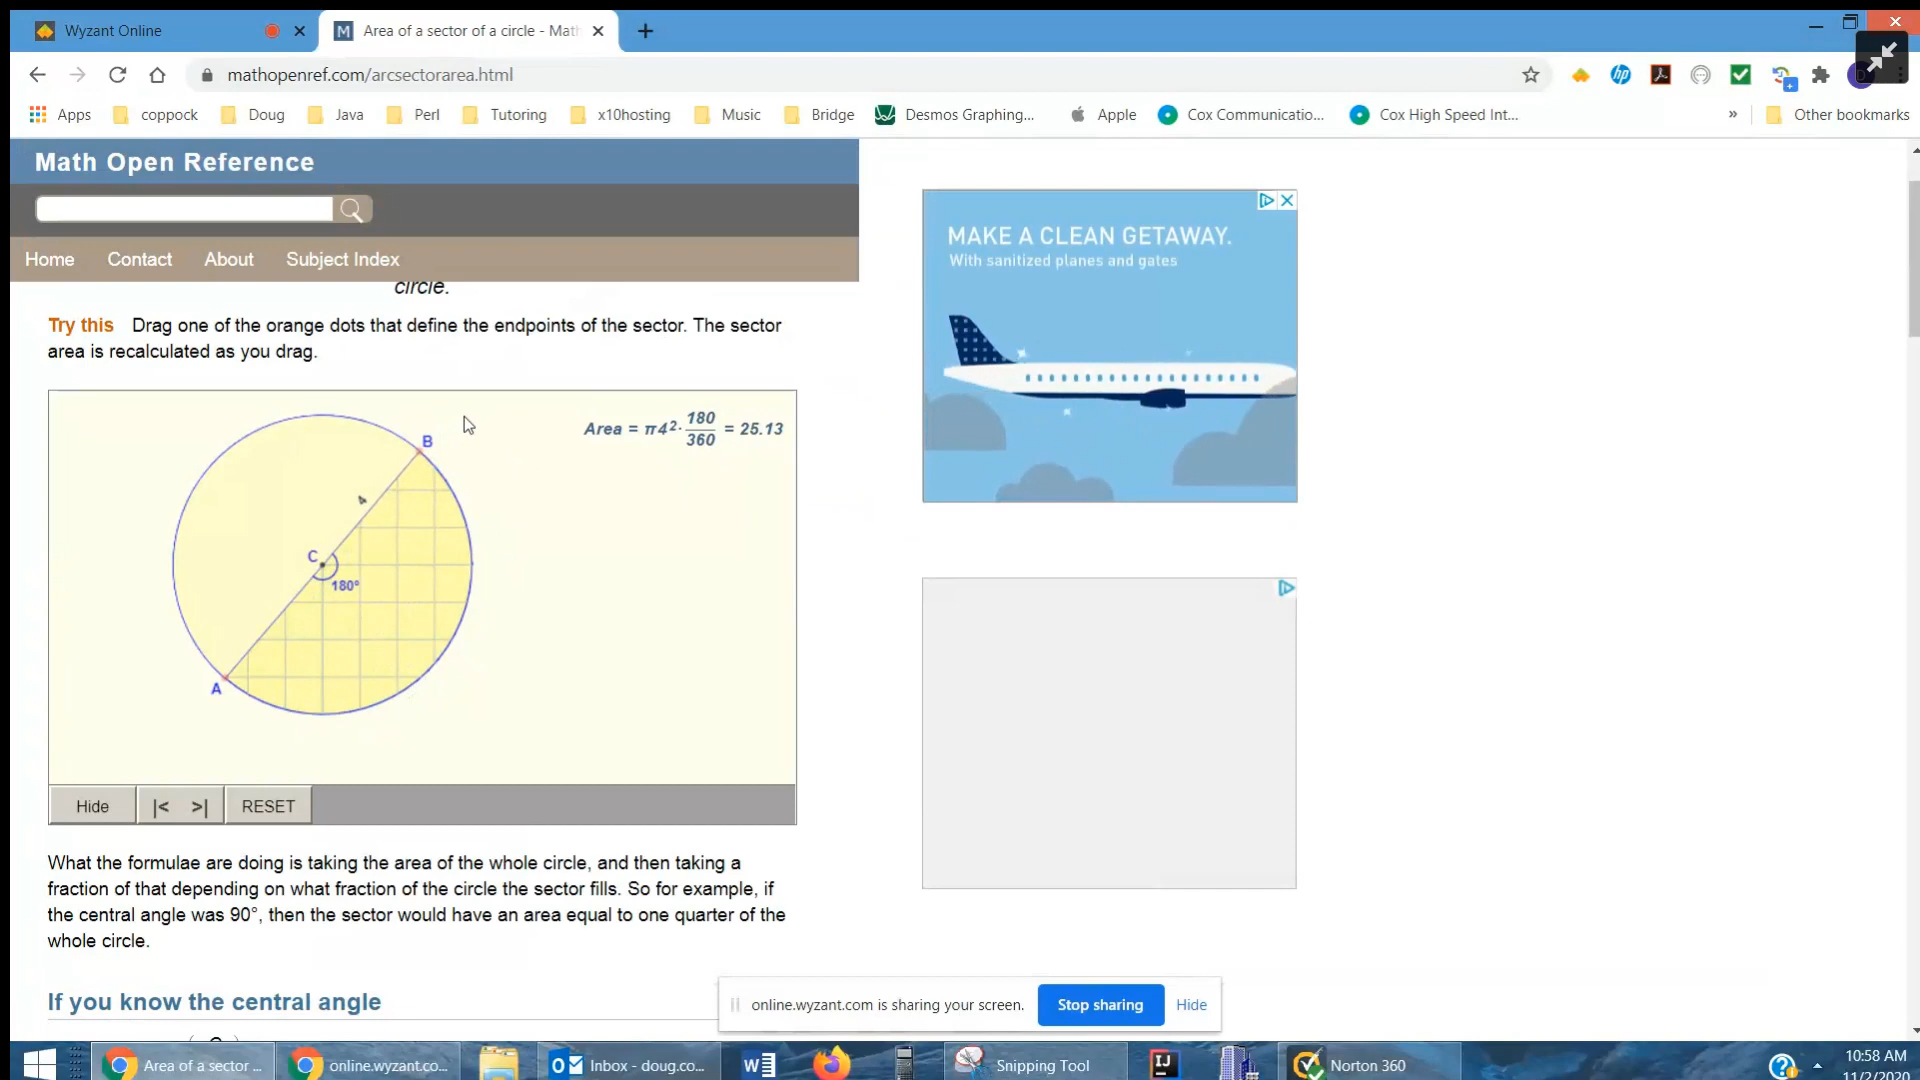 Wyzant Online
Area of a sector of a circle - Mat
mathopenref.com/arcsectorarea.html
Apps coppock Doug Java Perl Tutoring x10hosting Music Bridge Desmos Graphing... Apple Cox Communicatio... Cox High Speed Int... » Other bookmarks
Math Open Reference
Home Contact About Subject Index
circle.
Try this Drag one of the orange dots that define the endpoints of the sector. The sector
area is recalculated as you drag.
Area = π4²· 180/360 = 25.13
B
4
C
180°
A
Hide |< >| RESET
What the formulae are doing is taking the area of the whole circle, and then taking a
fraction of that depending on what fraction of the circle the sector fills. So for example, if
the central angle was 90°, then the sector would have an area equal to one quarter of the
whole circle.
If you know the central angle
MAKE A CLEAN GETAWAY.
With sanitized planes and gates
online.wyzant.com is sharing your screen. Stop sharing Hide
Area of a sector ... online.wyzant.co... Inbox - doug.co... Snipping Tool Norton 360
10:58 AM
11/2/2020